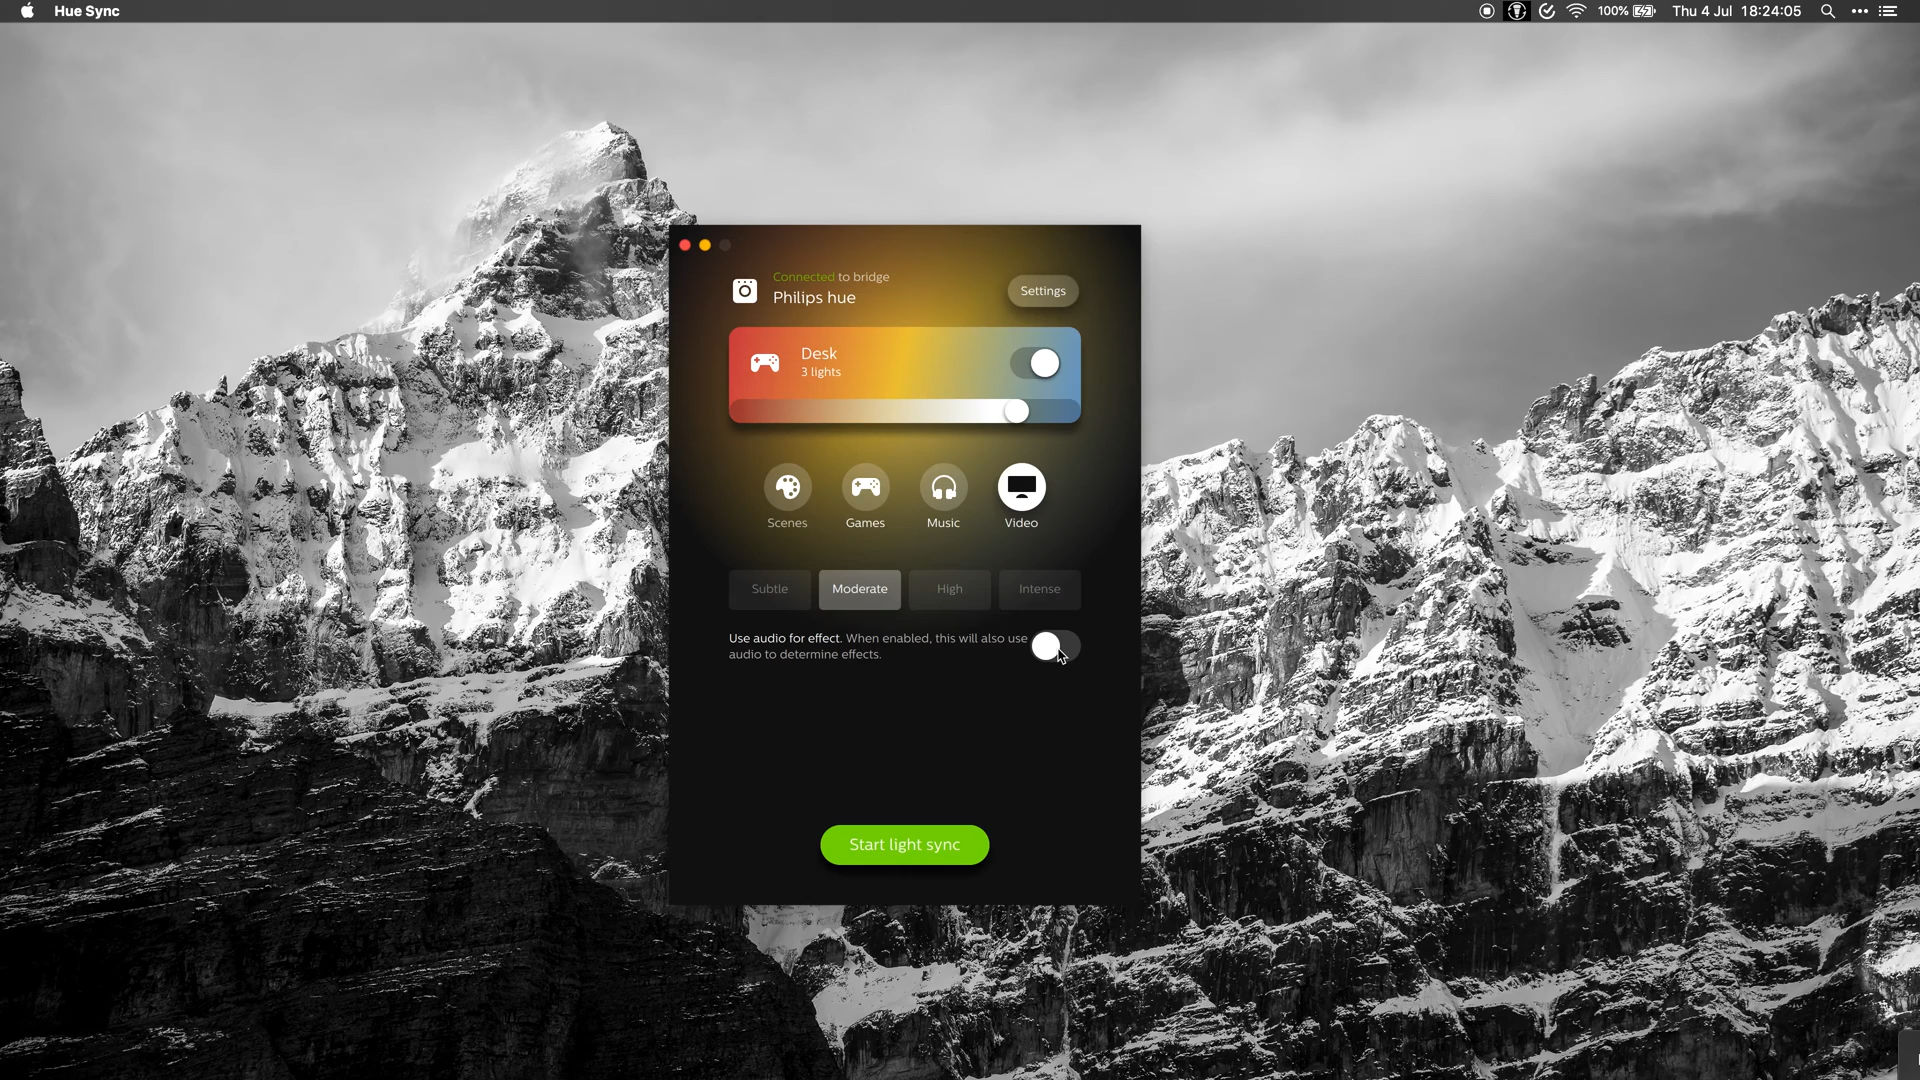 Hue Sync
100%
Thu 4 Jul 18:24:05
Connected to bridge
Philips hue
Settings
Desk
3 lights
Scenes
Games
Music
Video
Subtle
Moderate
High
Intense
Use audio for effect. When enabled, this will also use
audio to determine effects.
Start light sync